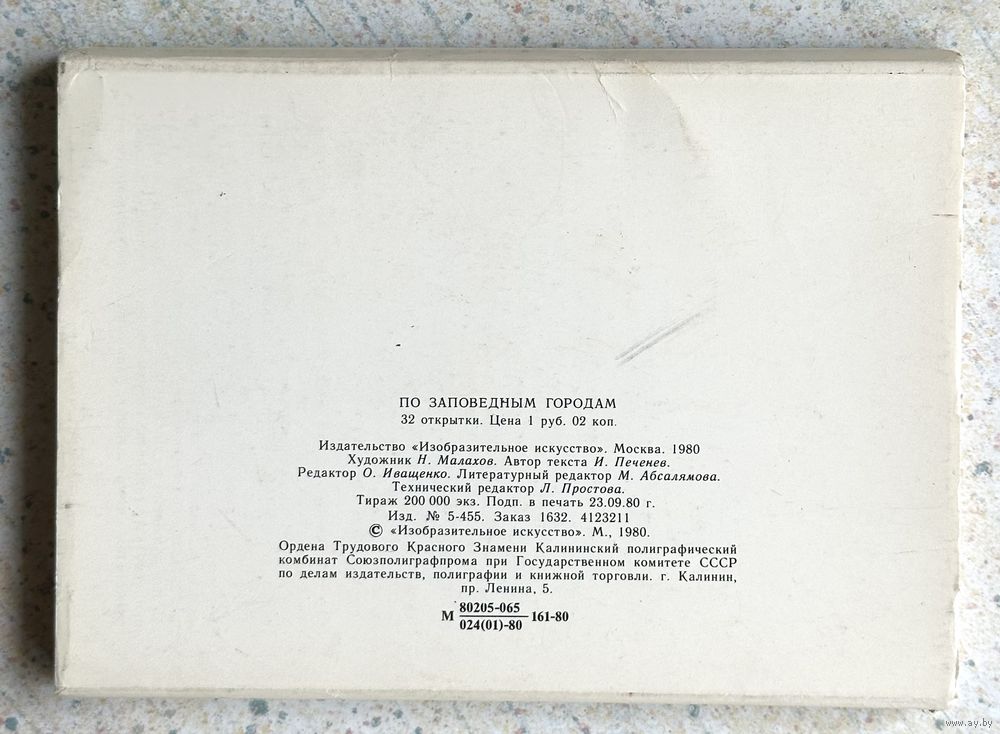 ПО ЗАПОВЕДНЫМ ГОРОДАМ
32 открытки. Цена 1 руб. 02 коп.
Издательство «Изобразительное искусство». Москва. 1980
Художник Н. Малахов. Автор текста И. Печенев.
Редактор О. Иващенко. Литературный редактор М. Абсалямова.
Технический редактор Л. Простова.
Тираж 200 000 экз. Подп. в печать 23.09.80 г.
Изд. № 5-455. Заказ 1632. 4123211
© «Изобразительное искусство». М., 1980.
Ордена Трудового Красного Знамени Калининский полиграфический
комбинат Союзполиграфпрома при Государственном комитете СССР
по делам издательств, полиграфии и книжной торговли. г. Калинин,
пр. Ленина, 5.
М 80205-065 161-80
024(01)-80
www.ay.by